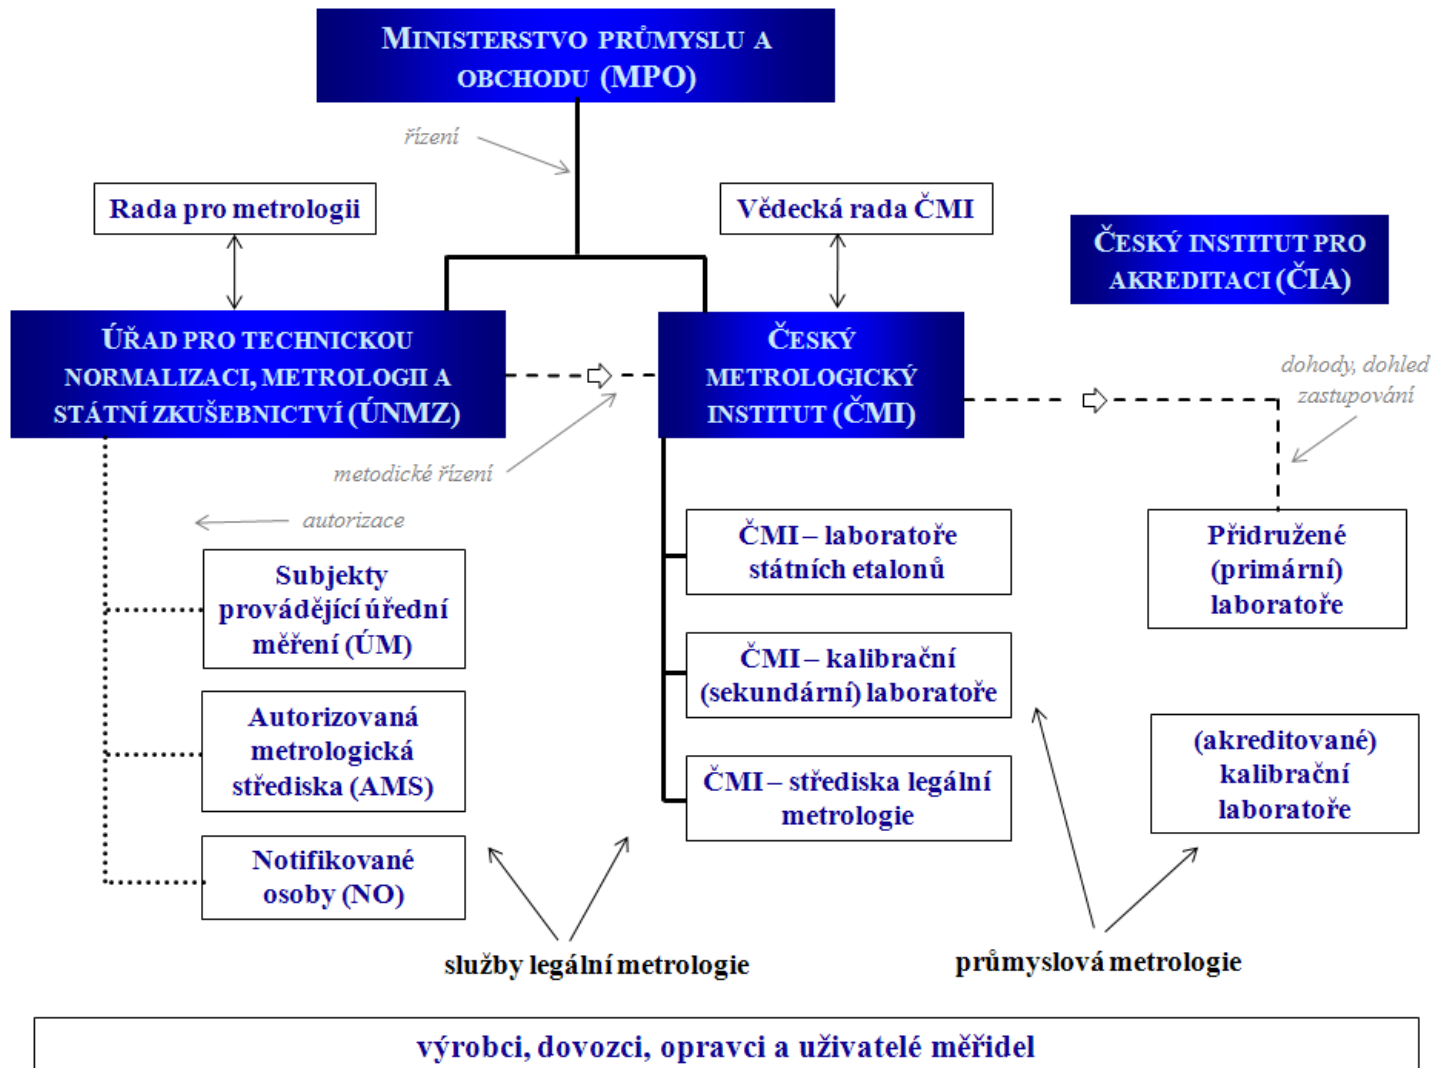 MINISTERSTVO PRŮMYSLU A
OBCHODU (MPO)
řízení
Rada pro metrologii
Vědecká rada ČMI
ČESKÝ INSTITUT PRO
AKREDITACI (ČIA)
ÚŘAD PRO TECHNICKOU
NORMALIZACI, METROLOGII A
STÁTNÍ ZKUŠEBNICTVÍ (ÚNMZ)
ČESKÝ
METROLOGICKÝ
INSTITUT (ČMI)
dohody, dohled
zastupování
metodické řízení
autorizace
Subjekty
provádějící úřední
měření (ÚM)
Autorizovaná
metrologická
střediska (AMS)
Notifikované
osoby (NO)
ČMI – laboratoře
státních etalonů
ČMI – kalibrační
(sekundární) laboratoře
ČMI – střediska legální
metrologie
Přidružené
(primární)
laboratoře
(akreditované)
kalibrační
laboratoře
služby legální metrologie
průmyslová metrologie
výrobci, dovozci, opravci a uživatelé měřidel